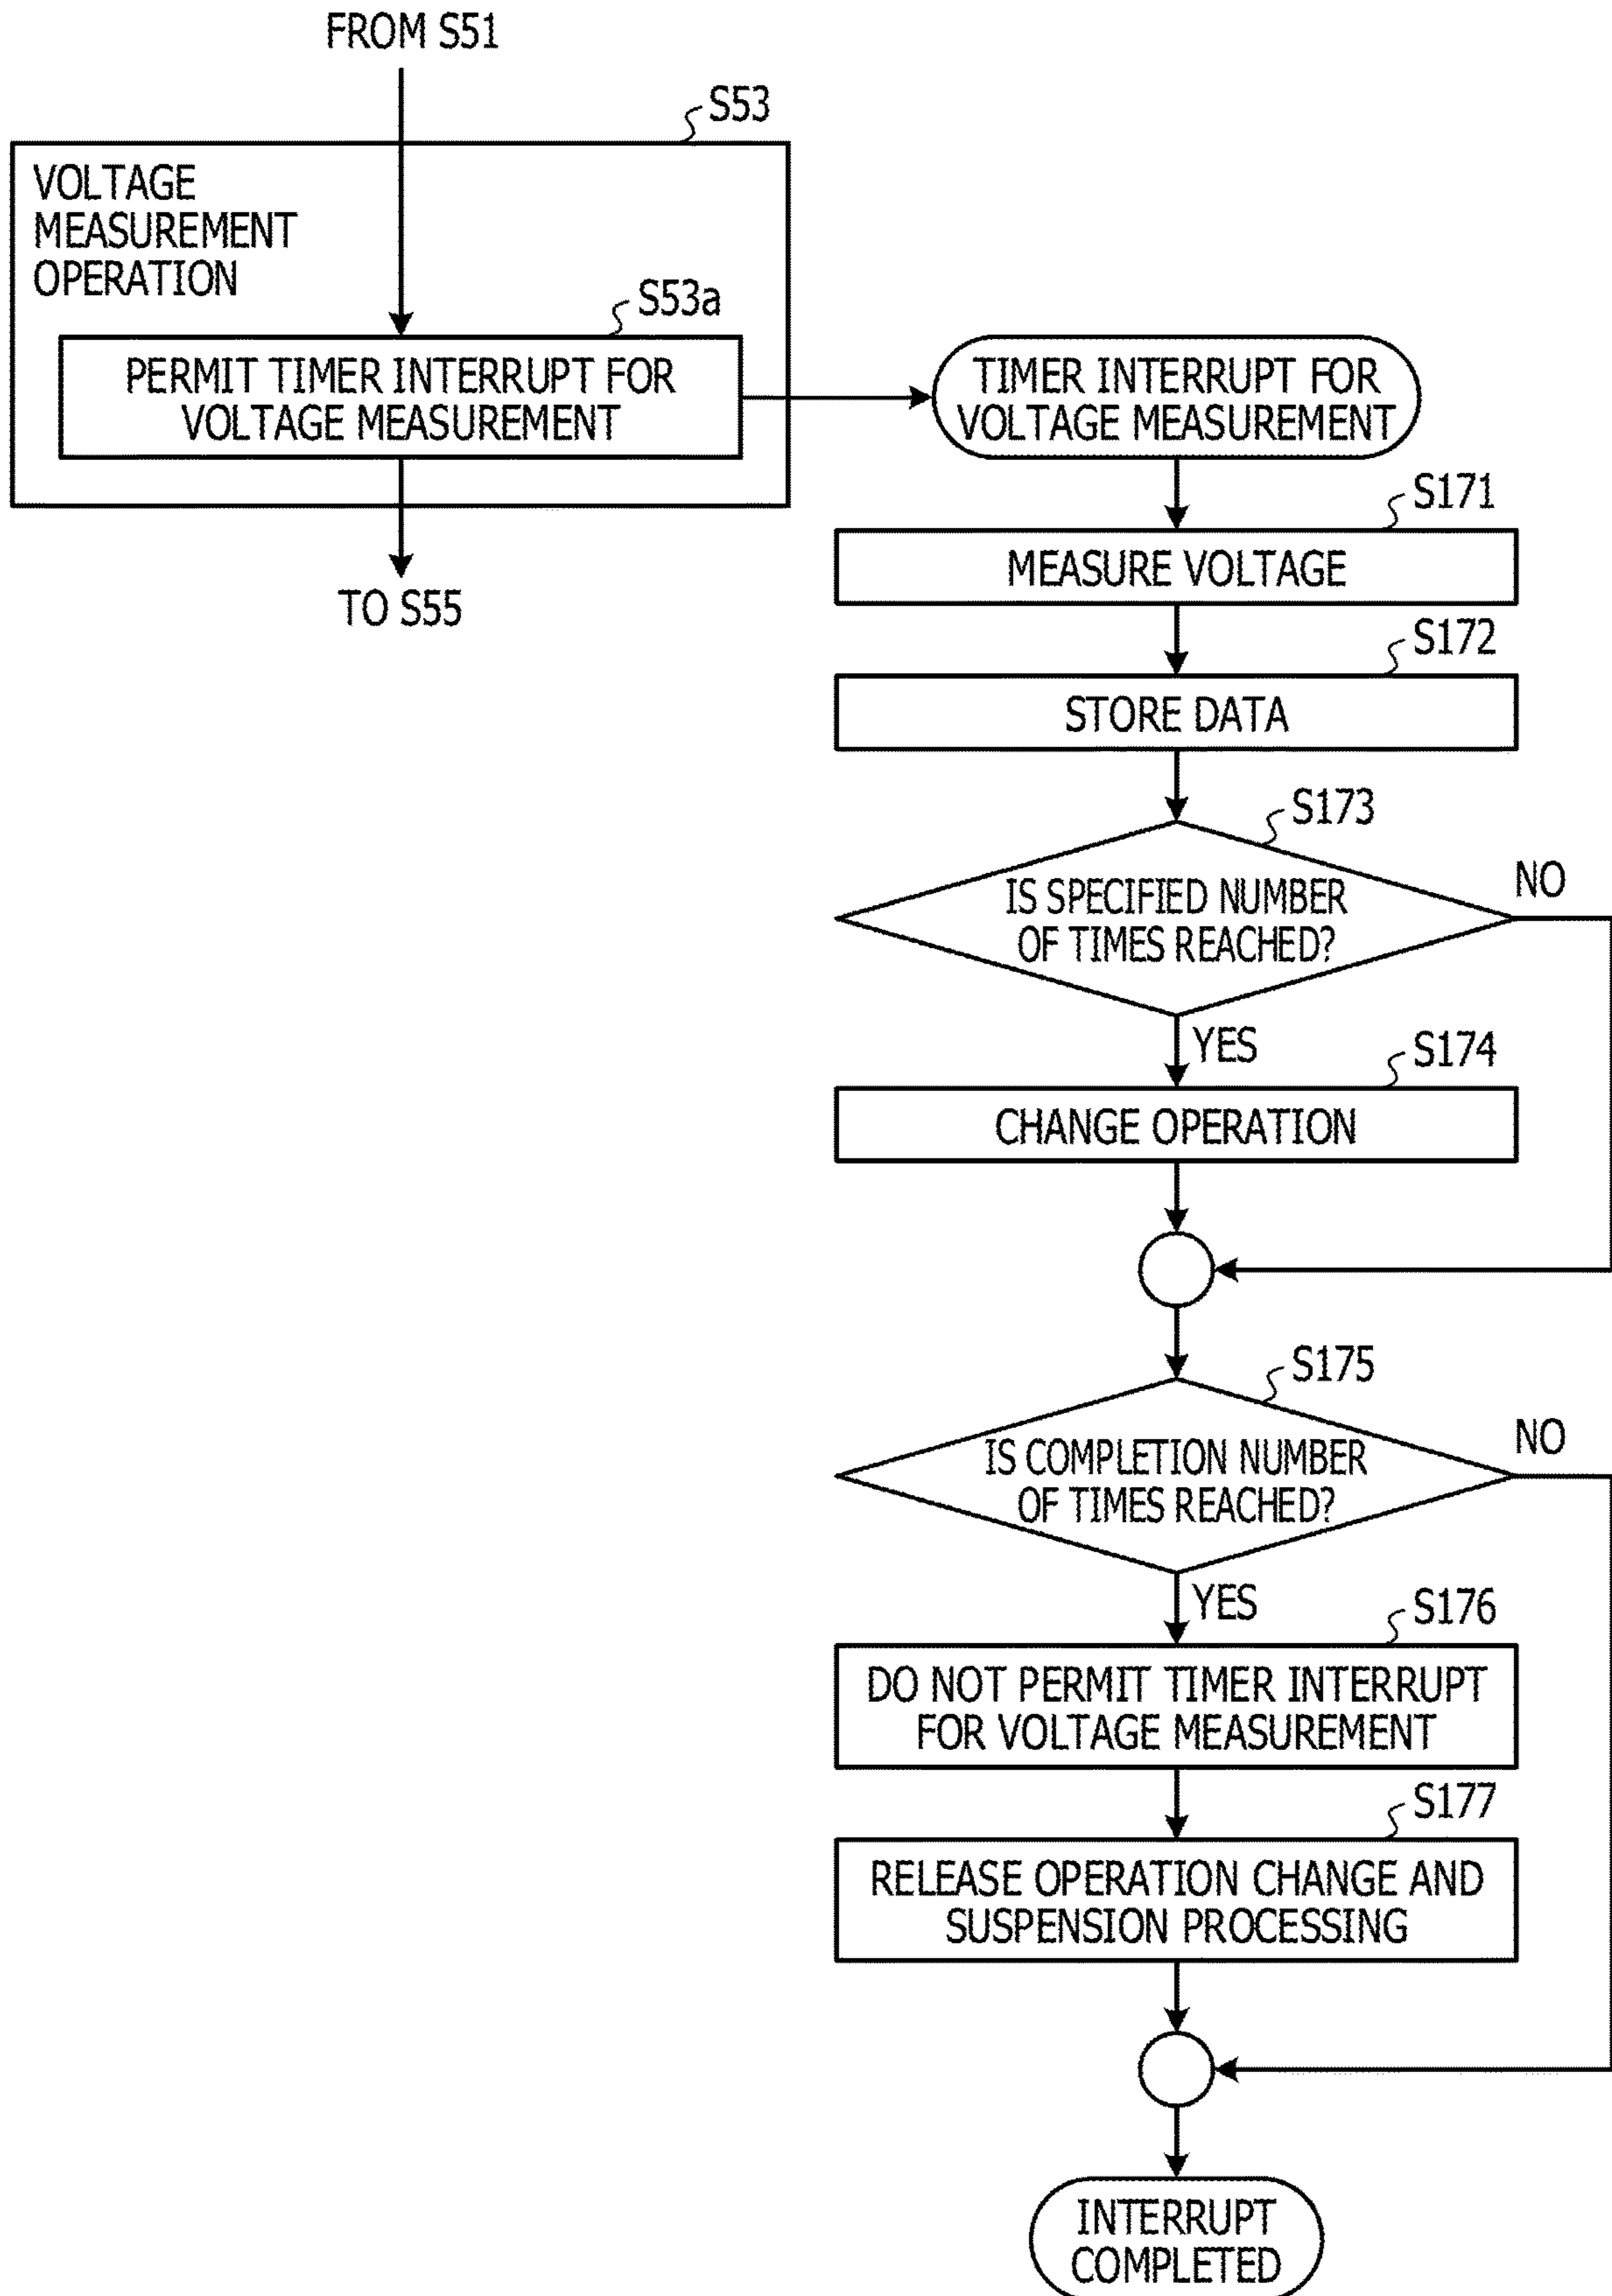 FROM S51
S53
VOLTAGE
MEASUREMENT
OPERATION
S53a
PERMIT TIMER INTERRUPT FOR
VOLTAGE MEASUREMENT
TO S55
TIMER INTERRUPT FOR
VOLTAGE MEASUREMENT
S171
MEASURE VOLTAGE
S172
STORE DATA
S173
IS SPECIFIED NUMBER
OF TIMES REACHED?
NO
YES
S174
CHANGE OPERATION
S175
IS COMPLETION NUMBER
OF TIMES REACHED?
NO
YES
S176
DO NOT PERMIT TIMER INTERRUPT
FOR VOLTAGE MEASUREMENT
S177
RELEASE OPERATION CHANGE AND
SUSPENSION PROCESSING
INTERRUPT
COMPLETED